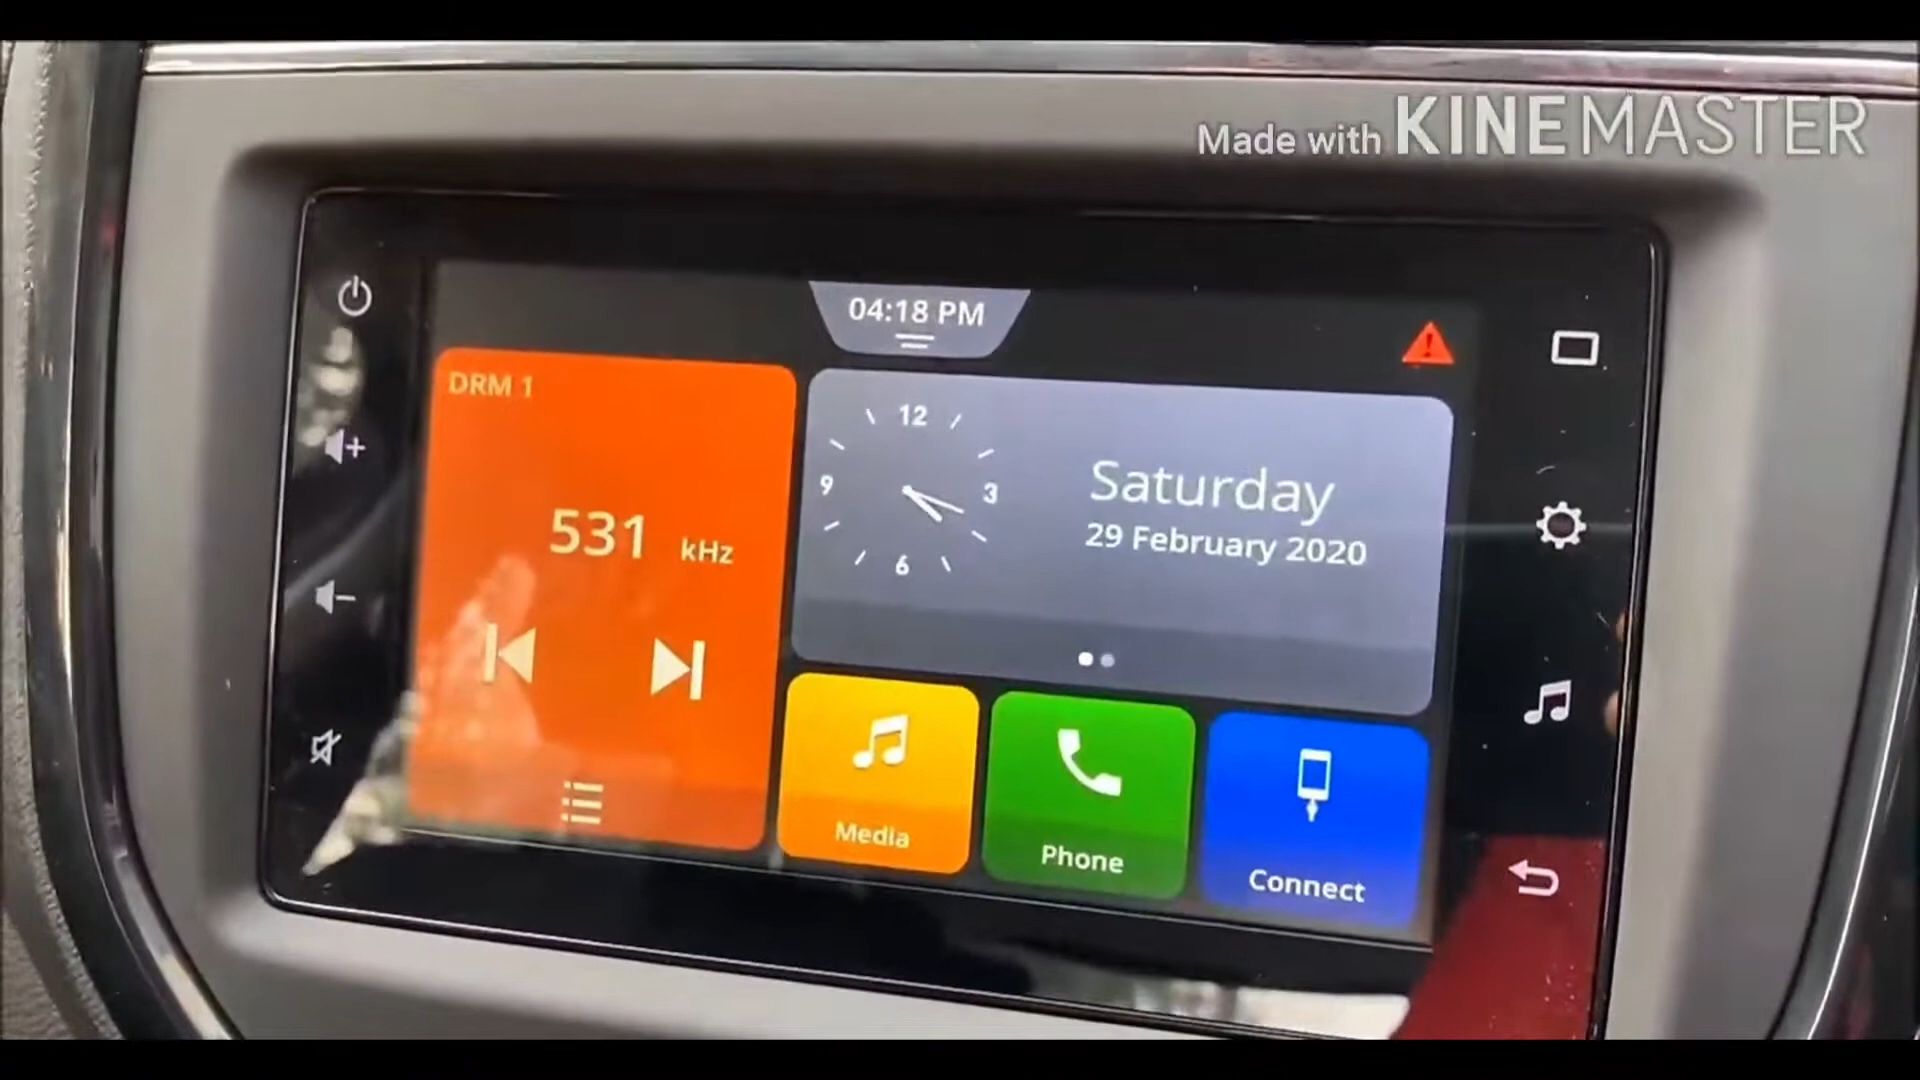 Made with KINEMASTER
04:18 PM
DRM 1
531 kHz
12
9
3
6
Saturday
29 February 2020
Media
Phone
Connect